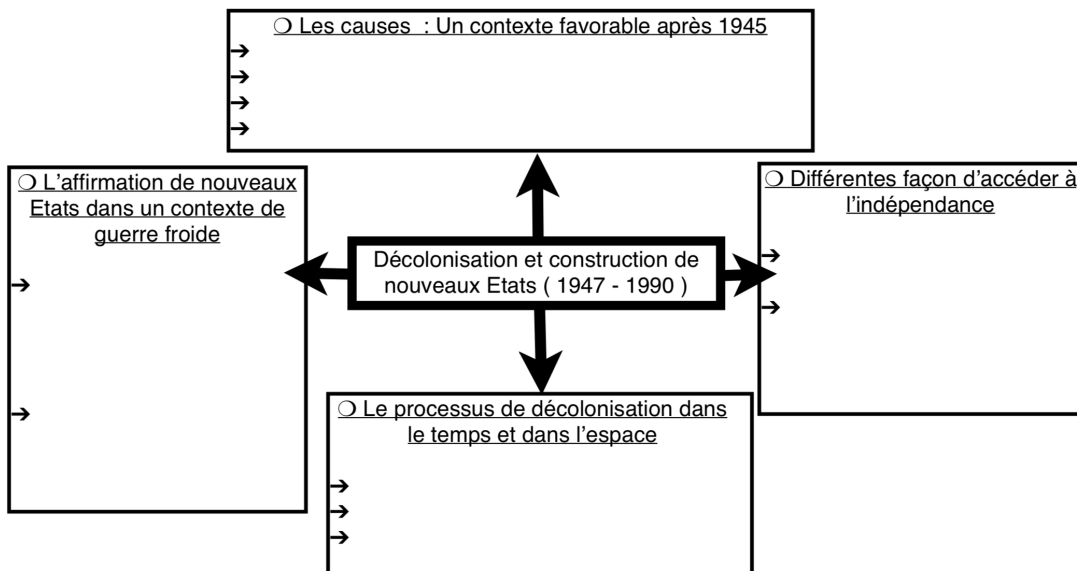 ❍ Les causes : Un contexte favorable après 1945
➔
➔
➔
➔
❍ L'affirmation de nouveaux
Etats dans un contexte de
guerre froide
➔
➔
Décolonisation et construction de
nouveaux Etats ( 1947 - 1990 )
❍ Différentes façon d'accéder à
l'indépendance
➔
➔
❍ Le processus de décolonisation dans
le temps et dans l'espace
➔
➔
➔